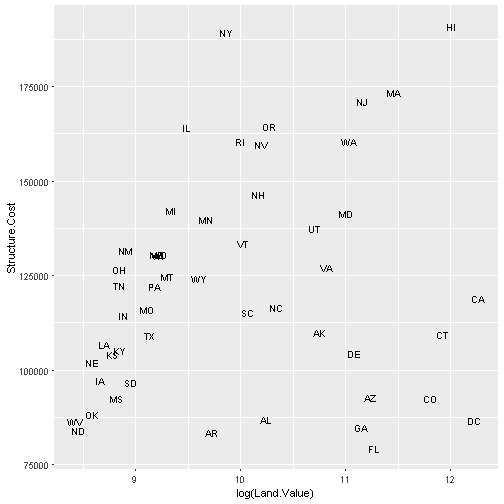 HI
NY
MA
175000
NJ
IL
OR
RI
NV
WA
150000
NH
MI
MD
MN
UT
VT
NM
OH
VA
125000
MT
WY
TN
PA
CA
MO
NC
IN
SC
TX
AK
CT
LA
KY
KS
DE
NE
100000
IA
SD
MS
AZ
CO
OK
AL
WV
DC
ND
AR
GA
FL
75000
9
10
11
12
log(Land.Value)
Structure.Cost